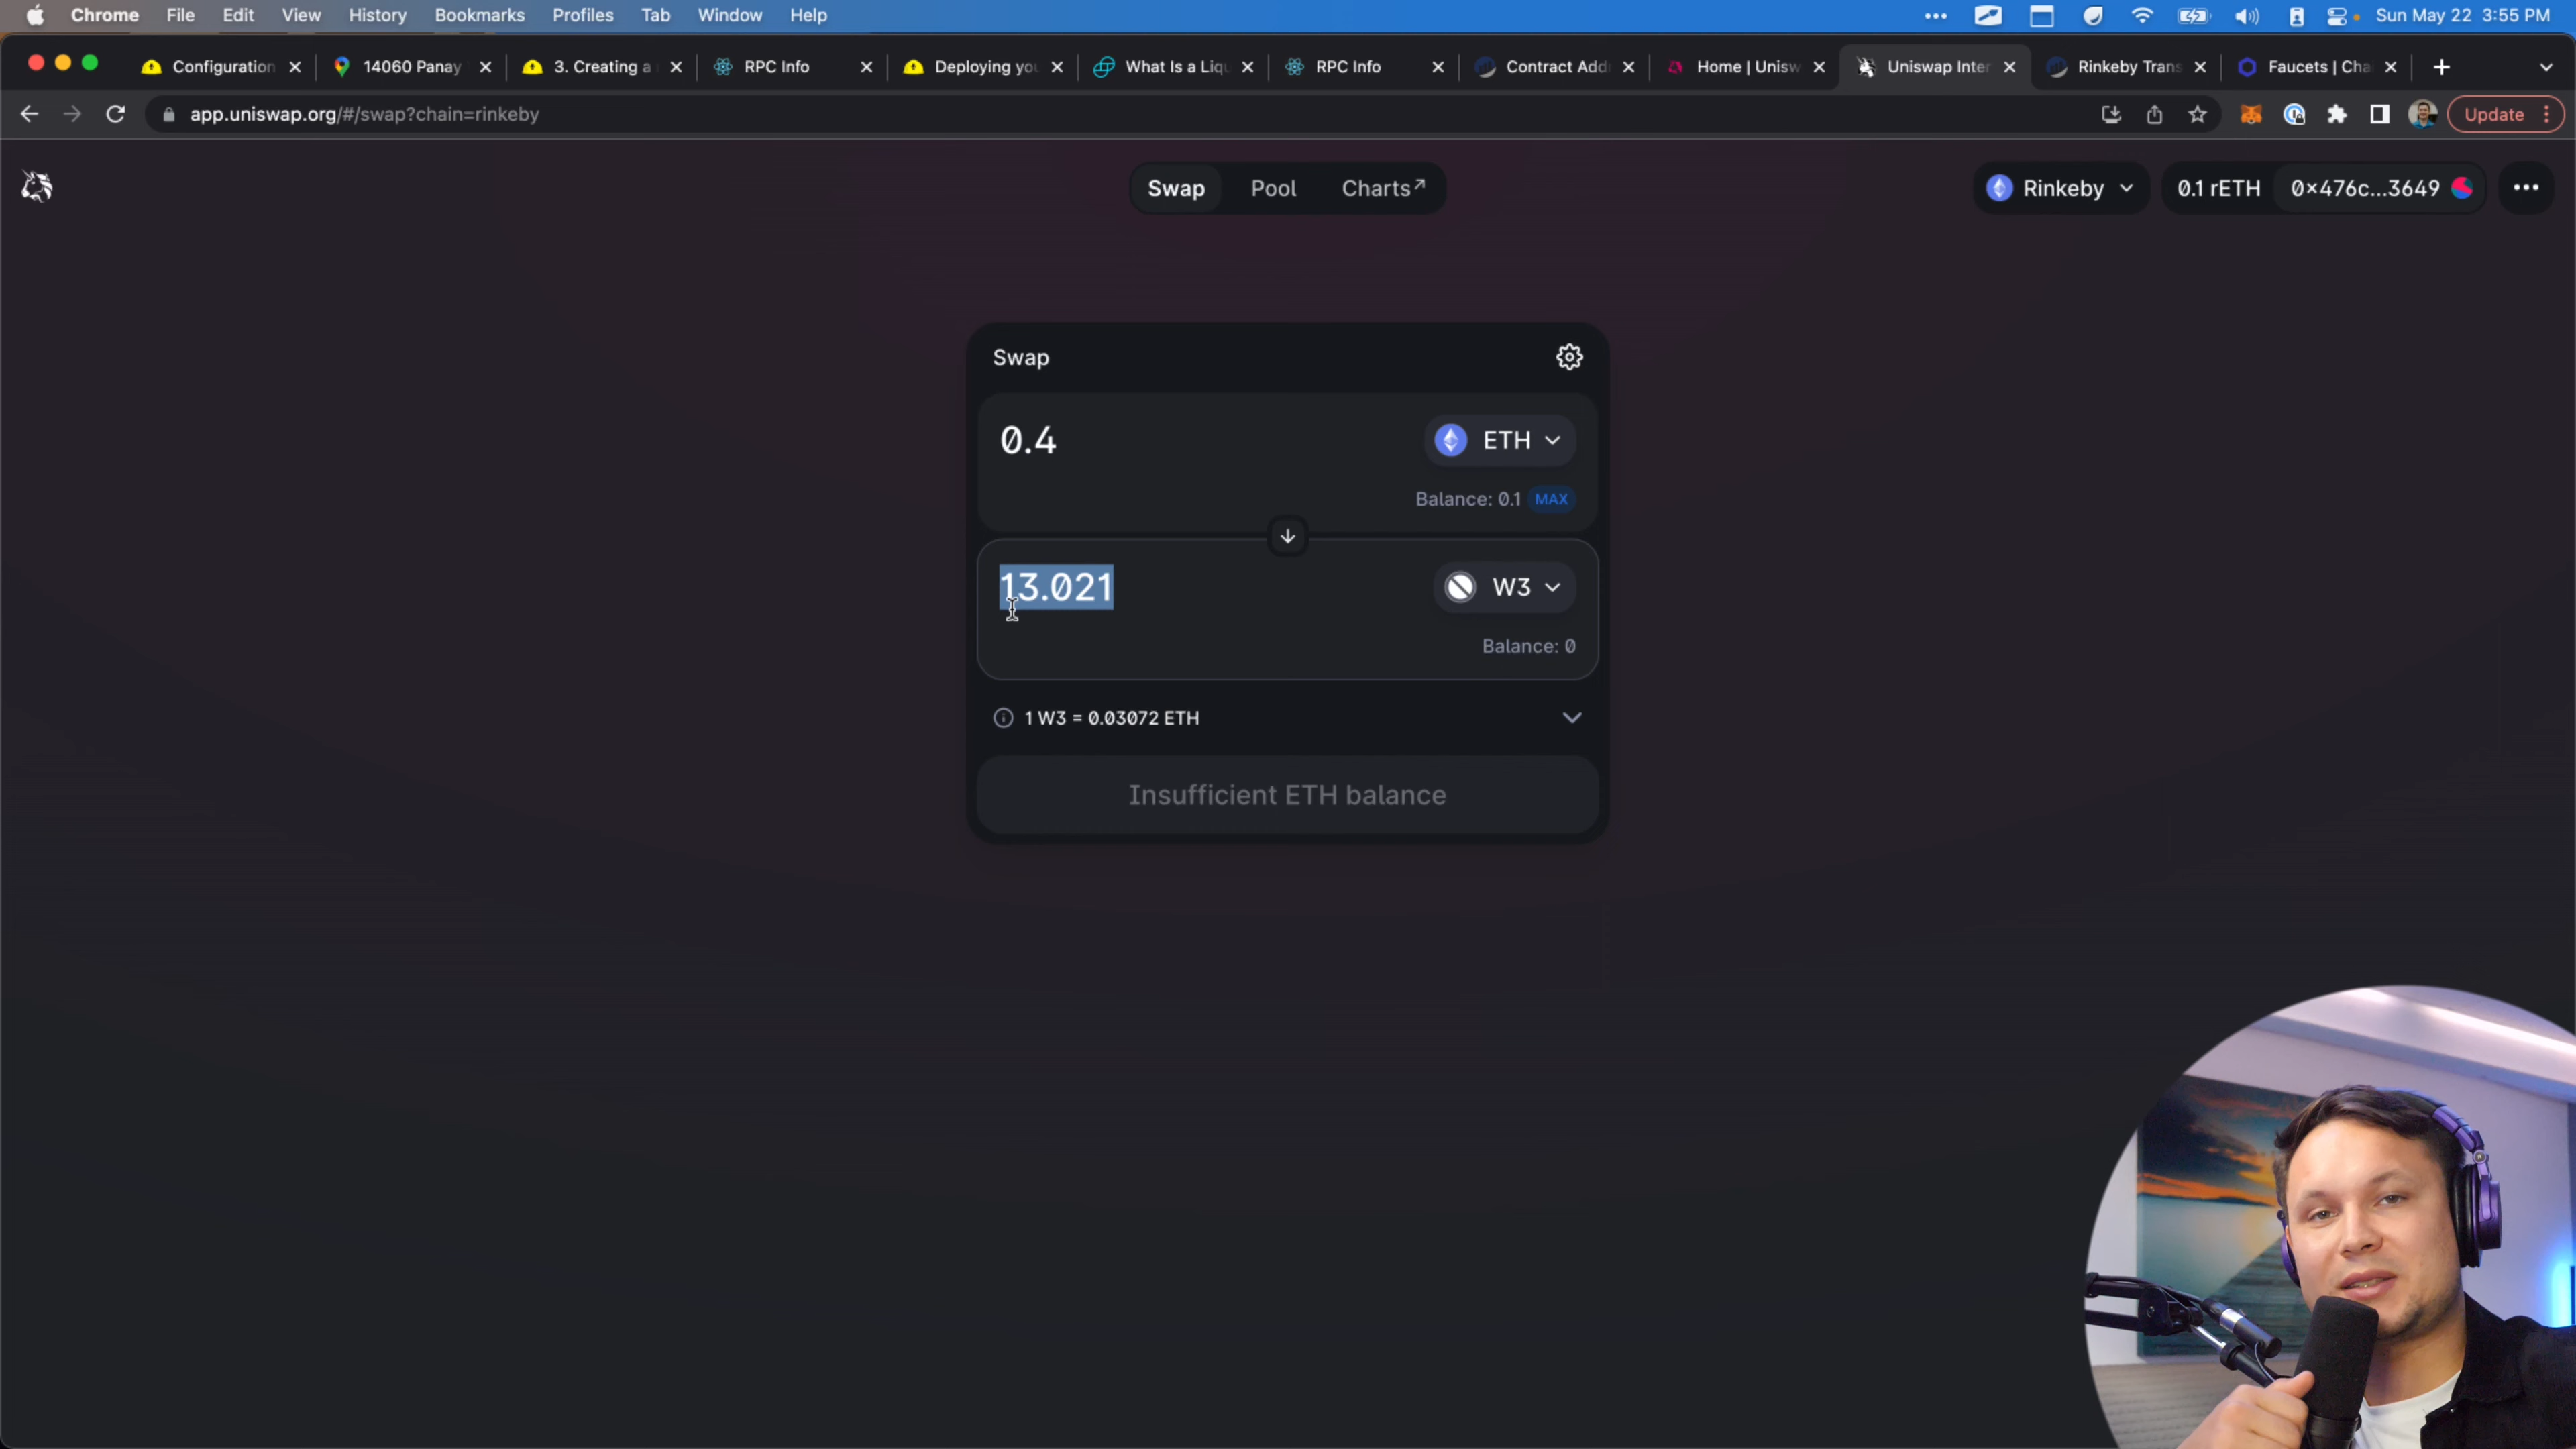 Chrome File Edit View History Bookmarks Profiles Tab Window Help
Sun May 22 3:55 PM
Configuration
14060 Panay
3. Creating a
RPC Info
Deploying you
What Is a Liqu
RPC Info
Contract Add
Home | Unisw
Uniswap Inter
Rinkeby Trans
Faucets | Cha
app.uniswap.org/#/swap?chain=rinkeby
Update
Swap Pool Charts↗
Rinkeby
0.1 rETH 0×476c...3649
Swap
0.4 ETH
Balance: 0.1 MAX
13.021 W3
Balance: 0
1 W3 = 0.03072 ETH
Insufficient ETH balance